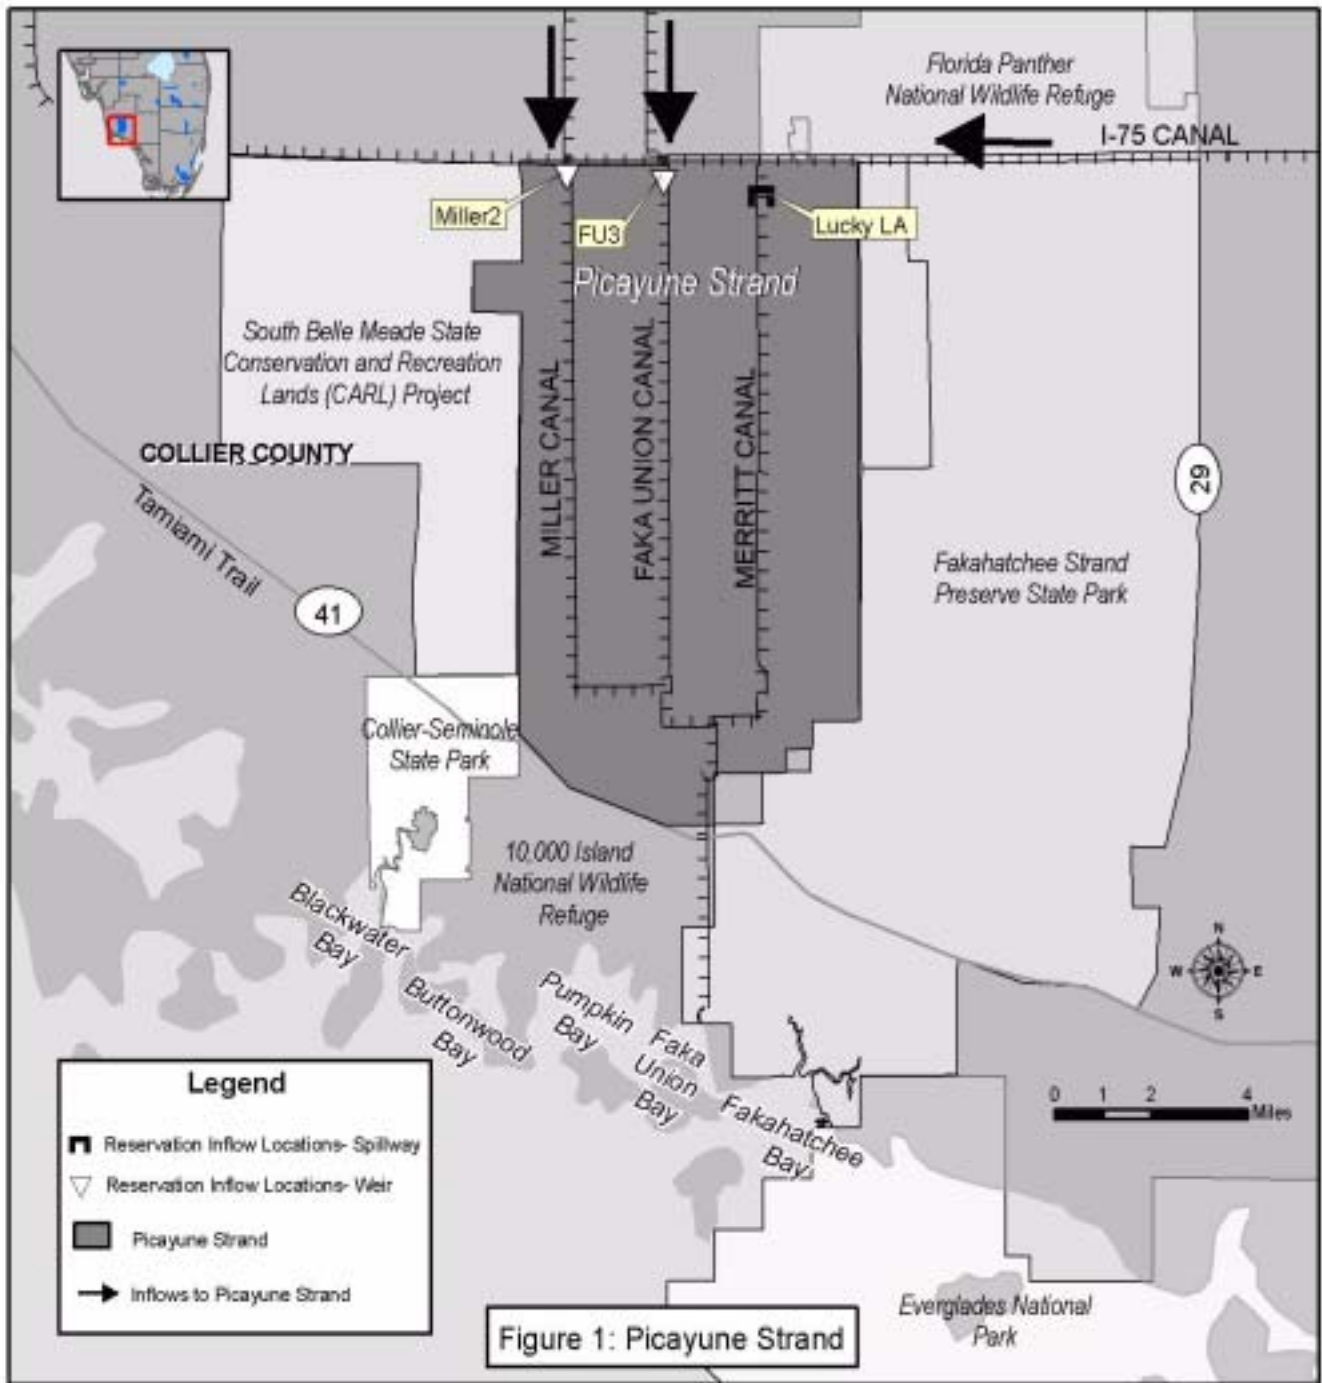 Florida Panther
National Wildlife Refuge
I-75 CANAL
Miller2
FU3
Lucky LA
Picayune Strand
South Belle Meade State
Conservation and Recreation
Lands (CARL) Project
MILLER CANAL
FAKA UNION CANAL
MERRITT CANAL
COLLIER COUNTY
29
Tamiami Trail
41
Fakahatchee Strand
Preserve State Park
Collier-Seminole
State Park
10,000 Island
National Wildlife
Refuge
Blackwater
Bay
Buttonwood
Bay
Pumpkin
Bay
Faka
Union
Bay
Fakahatchee
Bay
N
W E
S
0 1 2 4
Miles
Legend
Reservation Inflow Locations- Spillway
Reservation Inflow Locations- Weir
Picayune Strand
Inflows to Picayune Strand
Everglades National
Park
Figure 1: Picayune Strand